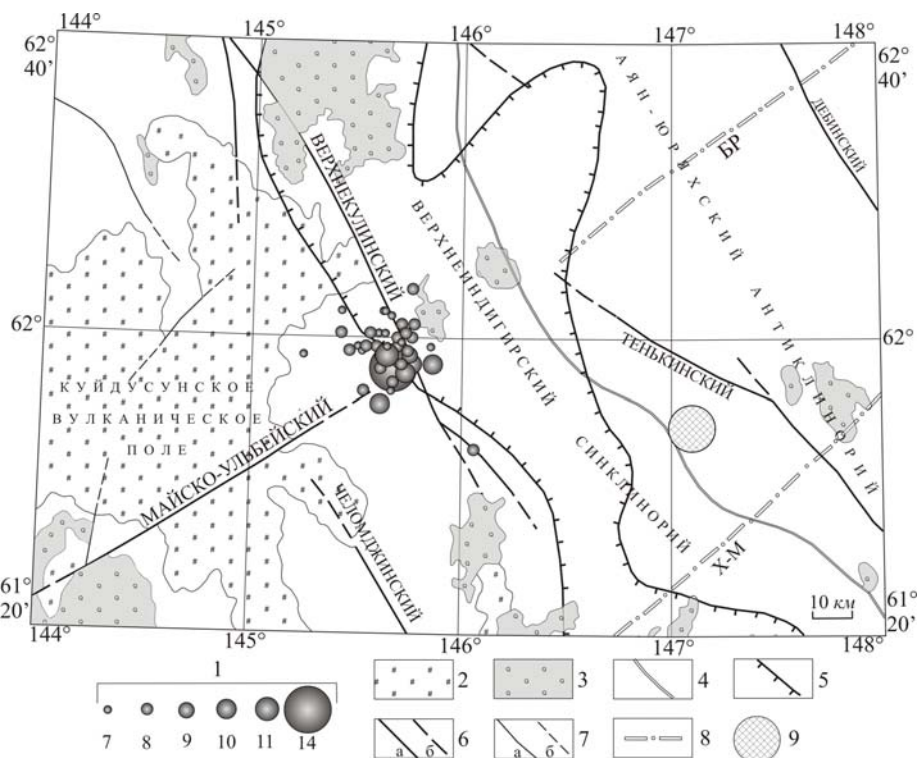 144°
145°
146°
147°
148°
62°
40’
62°
40’
АЯН-ЮРЯХСКИЙ АНТИКЛИНОРИЙ
ДЕБИНСКИЙ
БР
ВЕРХНЕКУЛИНСКИЙ
ВЕРХНЕИНДИГИРСКИЙ
СИНКЛИНОРИЙ
62°
62°
ТЕНЬКИНСКИЙ
КУЙДУСУНСКОЕ
ВУЛКАНИЧЕСКОЕ
ПОЛЕ
МАЙСКО-УЛЬБЕЙСКИЙ
ЧЕЛОМДЖИНСКИЙ
Х-М
10 км
61°
20’
61°
20’
144°
145°
146°
147°
148°
1
7 8 9 10 11 14
2
3
4
5
а б 6
а б 7
8
9